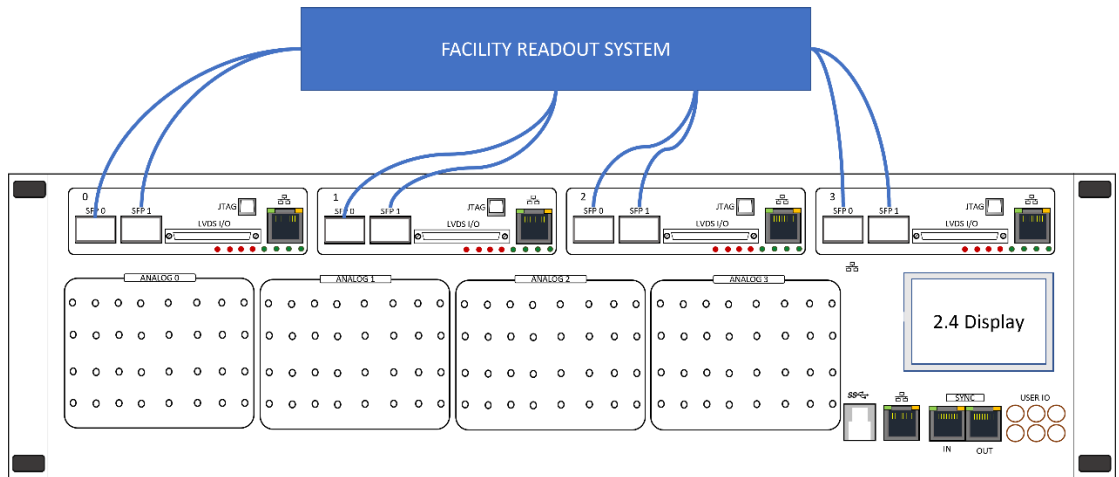 FACILITY READOUT SYSTEM
0
SFP 0 SFP 1 JTAG
LVDS I/O
1
SFP 0 SFP 1 JTAG
LVDS I/O
2
SFP 0 SFP 1 JTAG
LVDS I/O
3
SFP 0 SFP 1 JTAG
LVDS I/O
ANALOG 0 ANALOG 1 ANALOG 2 ANALOG 3
2.4 Display
SS
SYNC
USER IO
IN OUT